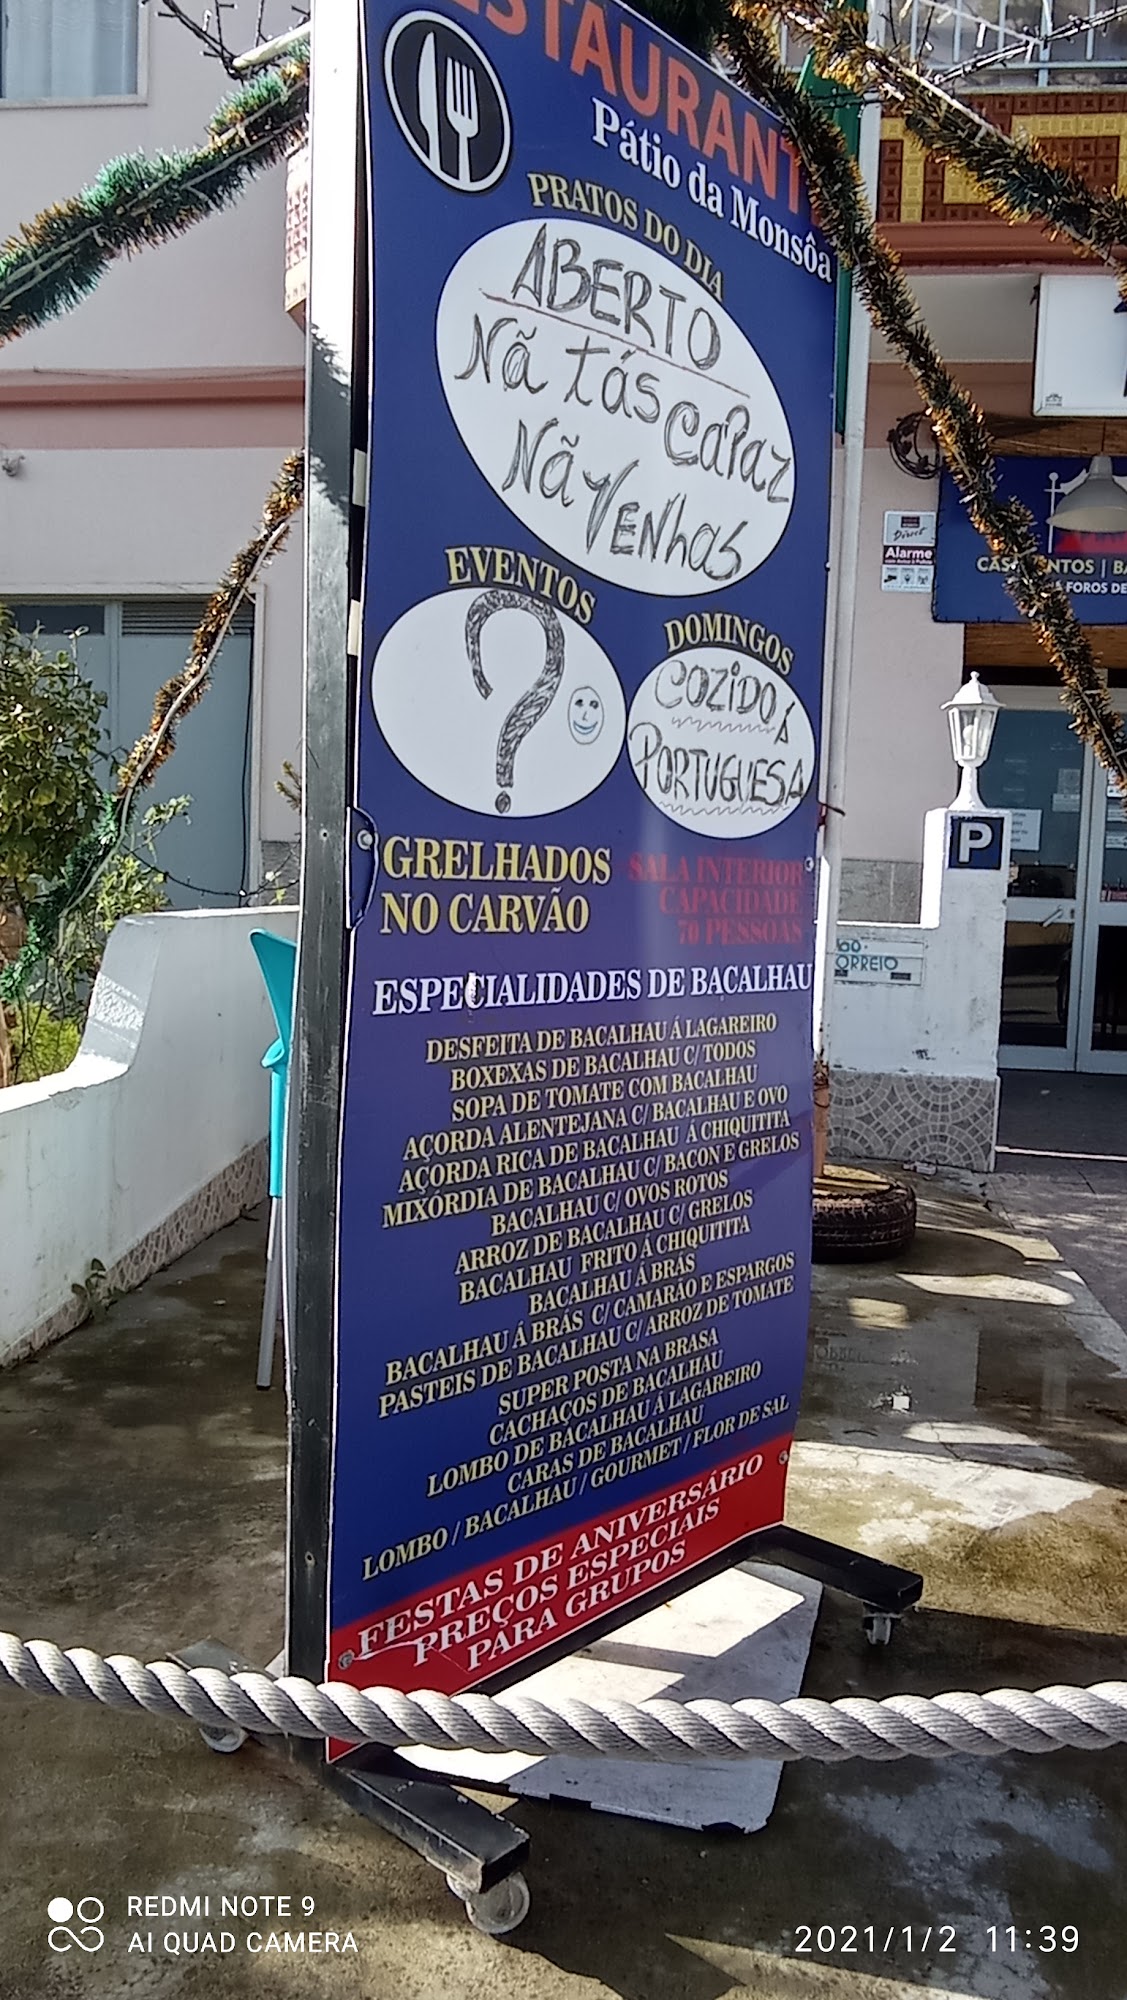 ESTAURANT
Pátio da Monsôa
PRATOS DO DIA
ABERTO
Nã tás capaz
Nã VENhas
EVENTOS
?
DOMINGOS
COZIDO Á
PORTUGUESA
GRELHADOS
NO CARVÃO
SALA INTERIOR
CAPACIDADE
70 PESSOAS
ESPECIALIDADES DE BACALHAU
DESFEITA DE BACALHAU Á LAGAREIRO
BOXEXAS DE BACALHAU C/ TODOS
SOPA DE TOMATE COM BACALHAU
AÇORDA ALENTEJANA C/ BACALHAU E OVO
AÇORDA RICA DE BACALHAU Á CHIQUITITA
MIXÓRDIA DE BACALHAU C/ BACON E GRELOS
BACALHAU C/ OVOS ROTOS
ARROZ DE BACALHAU C/ GRELOS
BACALHAU FRITO Á CHIQUITITA
BACALHAU Á BRÁS
BACALHAU Á BRÁS C/ CAMARÃO E ESPARGOS
PASTEIS DE BACALHAU C/ ARROZ DE TOMATE
SUPER POSTA NA BRASA
CACHAÇOS DE BACALHAU
LOMBO DE BACALHAU Á LAGAREIRO
CARAS DE BACALHAU
LOMBO / BACALHAU / GOURMET / FLOR DE SAL
FESTAS DE ANIVERSÁRIO
PREÇOS ESPECIAIS
PARA GRUPOS
Direct
Alarme
FOROS DE
P
ORREIO
REDMI NOTE 9
AI QUAD CAMERA
2021/1/2 11:39